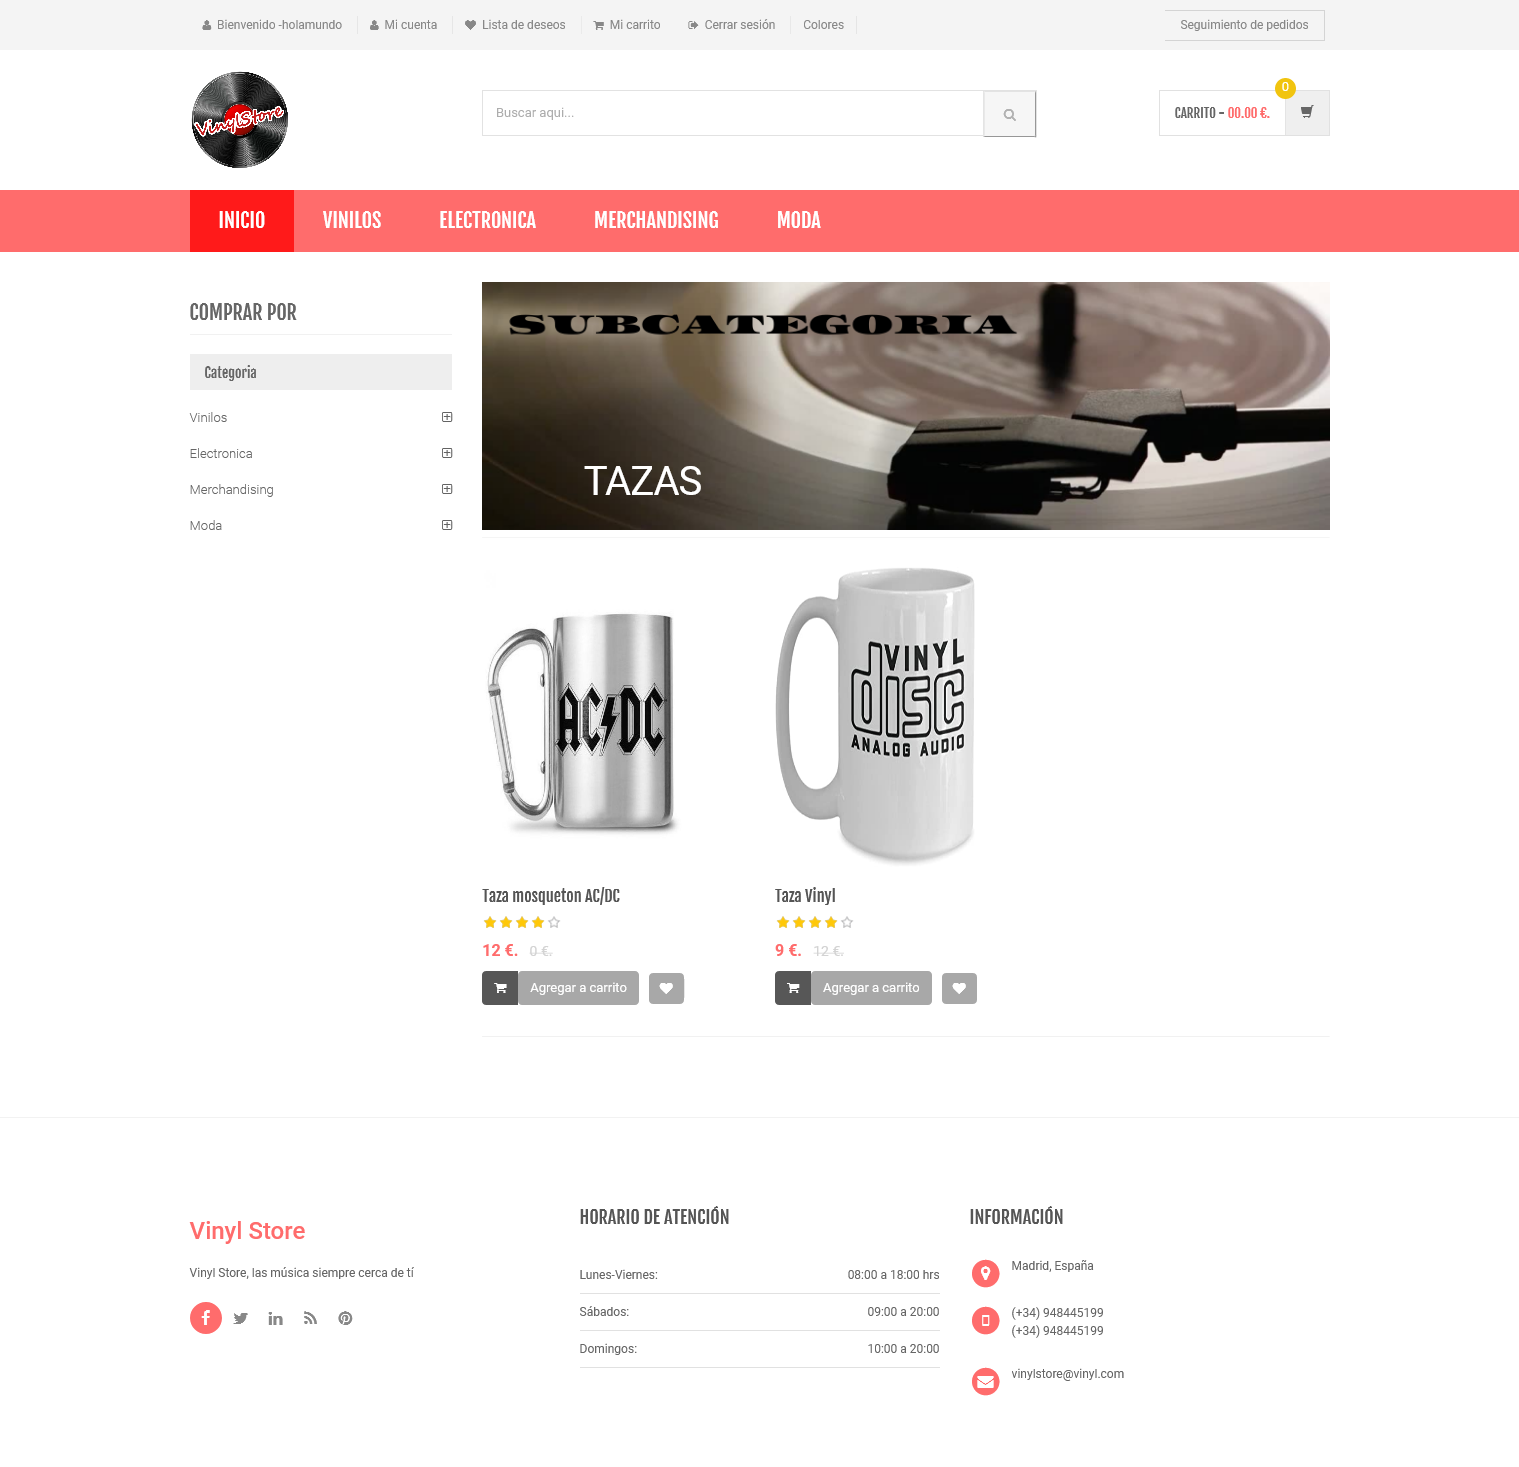 Bienvenido -holamundo
Mi cuenta
Lista de deseos
Mi carrito
Cerrar sesión
Colores
Seguimiento de pedidos
VinylStore
Buscar aqui...
CARRITO - 00.00 €.
0
INICIO
VINILOS
ELECTRONICA
MERCHANDISING
MODA
COMPRAR POR
Categoria
Vinilos
Electronica
Merchandising
Moda
SUBCATEGORIA
TAZAS
AC DC
VINYL
disc
ANALOG AUDIO
Taza mosqueton AC/DC
12 €. 0 €.
Agregar a carrito
Taza Vinyl
9 €. 12 €.
Agregar a carrito
Vinyl Store
Vinyl Store, las música siempre cerca de tí
HORARIO DE ATENCIÓN
Lunes-Viernes: 08:00 a 18:00 hrs
Sábados: 09:00 a 20:00
Domingos: 10:00 a 20:00
INFORMACIÓN
Madrid, España
(+34) 948445199
(+34) 948445199
vinylstore@vinyl.com